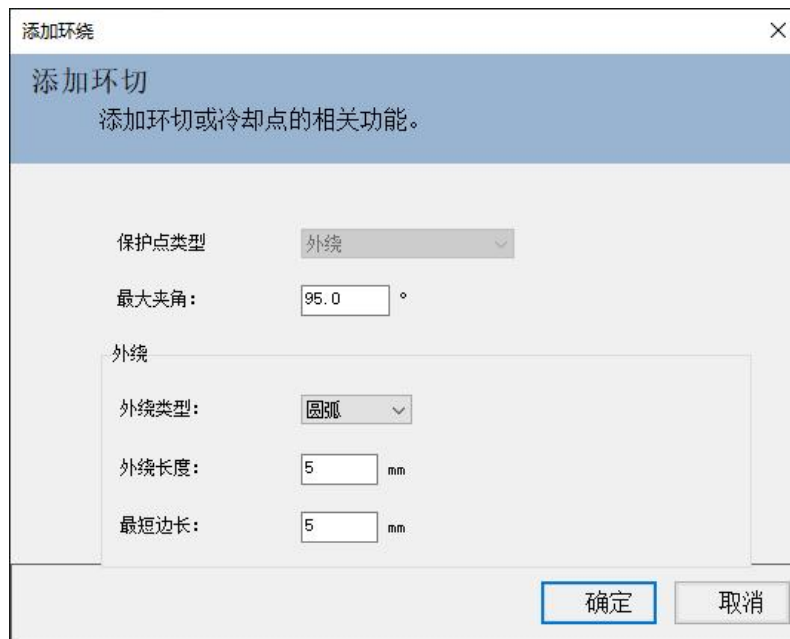 添加环绕
添加环切
添加环切或冷却点的相关功能。
保护点类型 外绕
最大夹角: 95.0 °
外绕
外绕类型: 圆弧
外绕长度: 5 mm
最短边长: 5 mm
确定 取消